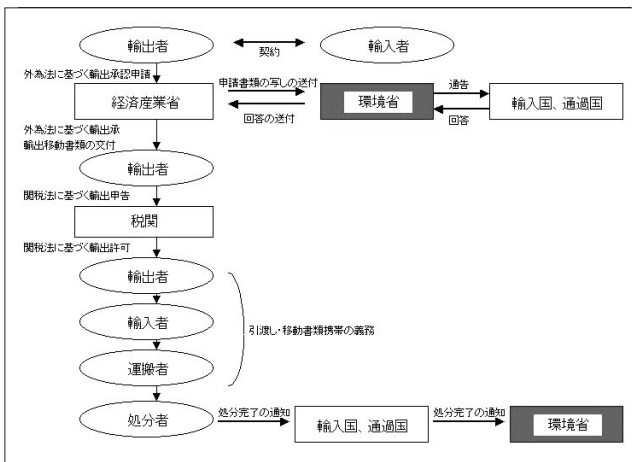 輸出者
契約
輸入者
外為法に基づく輸出承認申請
経済産業省
申請書類の写しの送付
回答の送付
環境省
通告
回答
輸入国、通過国
外為法に基づく輸出承
輸出移動書類の交付
輸出者
関税法に基づく輸出申告
税関
関税法に基づく輸出許可
輸出者
輸入者
引渡し・移動書類携帯の義務
運搬者
処分者
処分完了の通知
輸入国、通過国
処分完了の通知
環境省